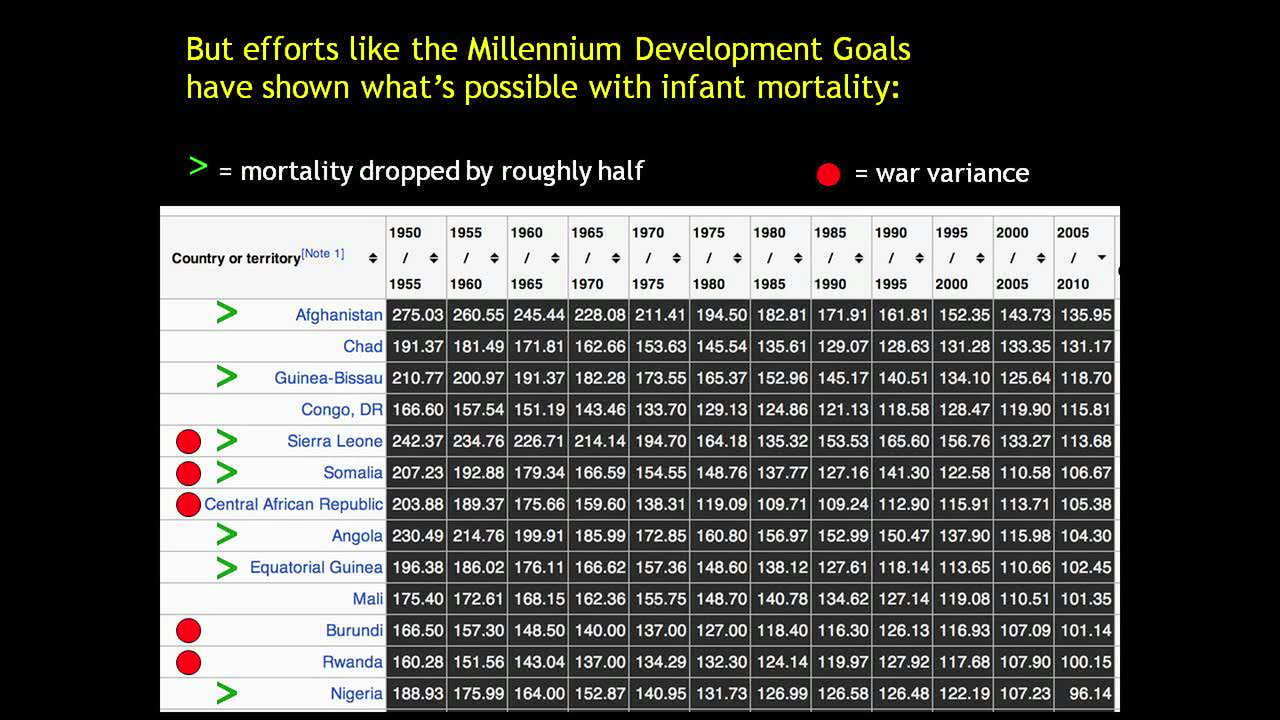 But efforts like the Millennium Development Goals
have shown what's possible with infant mortality:
> = mortality dropped by roughly half
= war variance
Country or territory[Note 1] 1950 / 1955 1955 / 1960 1960 / 1965 1965 / 1970 1970 / 1975 1975 / 1980 1980 / 1985 1985 / 1990 1990 / 1995 1995 / 2000 2000 / 2005 2005 / 2010
> Afghanistan 275.03 260.55 245.44 228.08 211.41 194.50 182.81 171.91 161.81 152.35 143.73 135.95
Chad 191.37 181.49 171.81 162.66 153.63 145.54 135.61 129.07 128.63 131.28 133.35 131.17
> Guinea-Bissau 210.77 200.97 191.37 182.28 173.55 165.37 152.96 145.17 140.51 134.10 125.64 118.70
Congo, DR 166.60 157.54 151.19 143.46 133.70 129.13 124.86 121.13 118.58 128.47 119.90 115.81
> Sierra Leone 242.37 234.76 226.71 214.14 194.70 164.18 135.32 153.53 165.60 156.76 133.27 113.68
> Somalia 207.23 192.88 179.34 166.59 154.55 148.76 137.77 127.16 141.30 122.58 110.58 106.67
Central African Republic 203.88 189.37 175.66 159.60 138.31 119.09 109.71 109.24 112.90 115.91 113.71 105.38
> Angola 230.49 214.76 199.91 185.99 172.85 160.80 156.97 152.99 150.47 137.90 115.98 104.30
> Equatorial Guinea 196.38 186.02 176.11 166.62 157.36 148.60 138.12 127.61 118.14 113.65 110.66 102.45
Mali 175.40 172.61 168.15 162.36 155.75 148.70 140.78 134.62 127.14 119.08 110.51 101.35
Burundi 166.50 157.30 148.50 140.00 137.00 127.00 118.40 116.30 126.13 116.93 107.09 101.14
Rwanda 160.28 151.56 143.04 137.00 134.29 132.30 124.14 119.97 127.92 117.68 107.90 100.15
> Nigeria 188.93 175.99 164.00 152.87 140.95 131.73 126.99 126.58 126.48 122.19 107.23 96.14